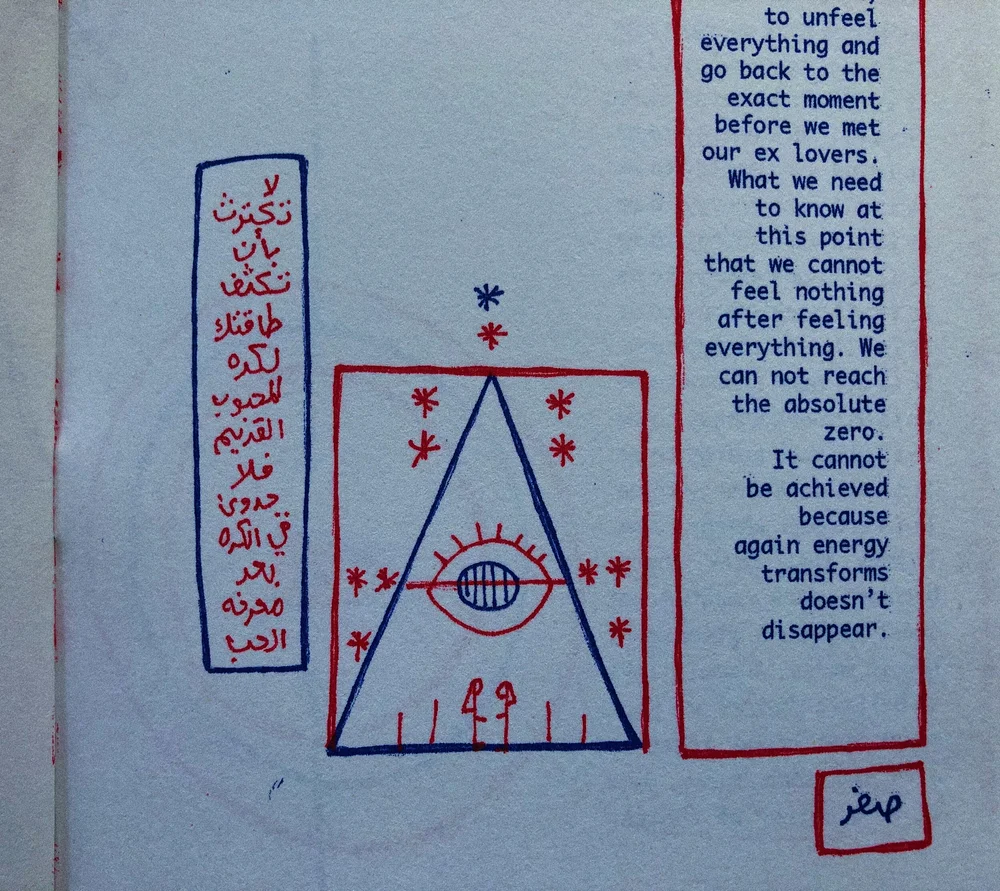 to unfeel
everything and
go back to the
exact moment
before we met
our ex lovers.
What we need
to know at
this point
that we cannot
feel nothing
after feeling
everything. We
can not reach
the absolute
zero.
It cannot
be achieved
because
again energy
transforms
doesn't
disappear.
لا
تكترث
بأن
تكثف
طاقتك
لكره
المحبوب
القديم
فلا
جدوى
في الكره
بعد
معرفه
الحب
صفر